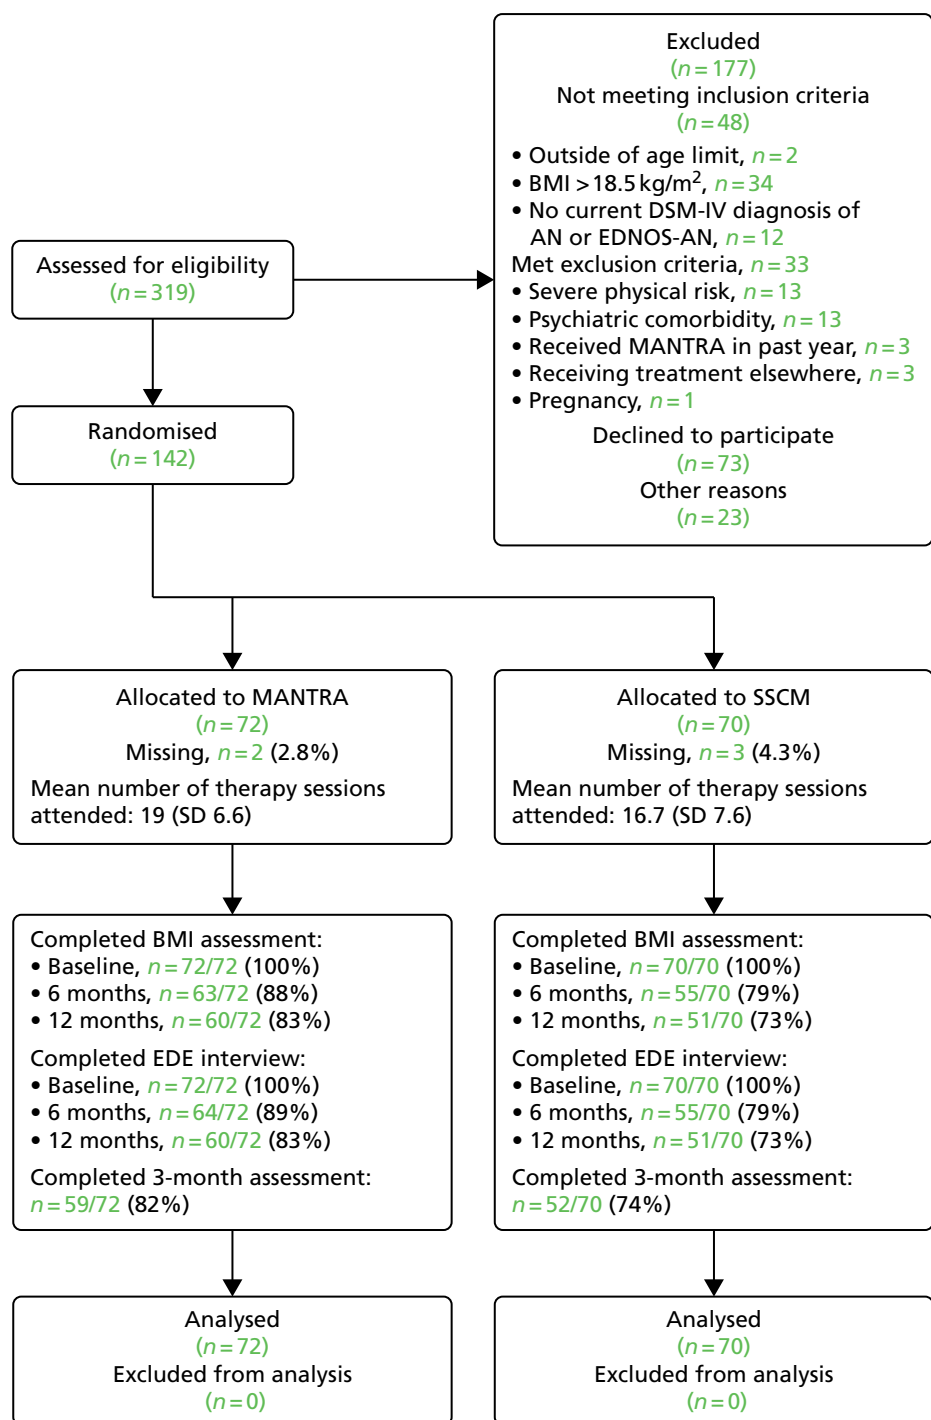 Excluded
(n = 177)
Not meeting inclusion criteria
(n = 48)
• Outside of age limit, n = 2
• BMI > 18.5 kg/m², n = 34
• No current DSM-IV diagnosis of
AN or EDNOS-AN, n = 12
Met exclusion criteria, n = 33
• Severe physical risk, n = 13
• Psychiatric comorbidity, n = 13
• Received MANTRA in past year, n = 3
• Receiving treatment elsewhere, n = 3
• Pregnancy, n = 1
Declined to participate
(n = 73)
Other reasons
(n = 23)
Assessed for eligibility
(n = 319)
Randomised
(n = 142)
Allocated to MANTRA
(n = 72)
Missing, n = 2 (2.8%)
Mean number of therapy sessions
attended: 19 (SD 6.6)
Allocated to SSCM
(n = 70)
Missing, n = 3 (4.3%)
Mean number of therapy sessions
attended: 16.7 (SD 7.6)
Completed BMI assessment:
• Baseline, n = 72/72 (100%)
• 6 months, n = 63/72 (88%)
• 12 months, n = 60/72 (83%)
Completed EDE interview:
• Baseline, n = 72/72 (100%)
• 6 months, n = 64/72 (89%)
• 12 months, n = 60/72 (83%)
Completed 3-month assessment:
n = 59/72 (82%)
Completed BMI assessment:
• Baseline, n = 70/70 (100%)
• 6 months, n = 55/70 (79%)
• 12 months, n = 51/70 (73%)
Completed EDE interview:
• Baseline, n = 70/70 (100%)
• 6 months, n = 55/70 (79%)
• 12 months, n = 51/70 (73%)
Completed 3-month assessment:
n = 52/70 (74%)
Analysed
(n = 72)
Excluded from analysis
(n = 0)
Analysed
(n = 70)
Excluded from analysis
(n = 0)